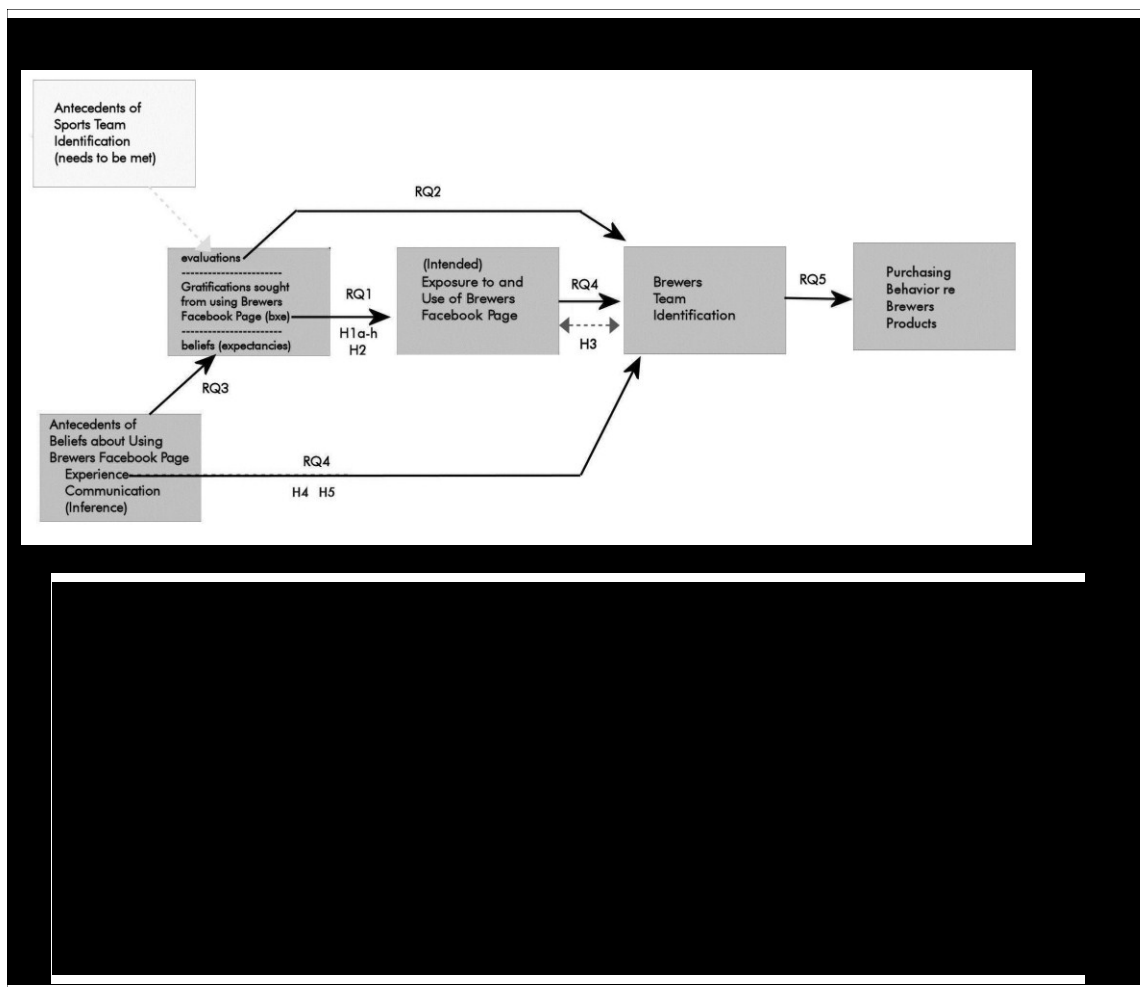 Antecedents of
Sports Team
Identification
(needs to be met)
RQ2
evaluations
Gratifications sought
from using Brewers
Facebook Page (bxe)
beliefs (expectancies)
RQ1
H1a-h
H2
(Intended)
Exposure to and
Use of Brewers
Facebook Page
RQ4
H3
Brewers
Team
Identification
RQ5
Purchasing
Behavior re
Brewers
Products
RQ3
Antecedents of
Beliefs about Using
Brewers Facebook Page
Experience
Communication
(Inference)
RQ4
H4 H5